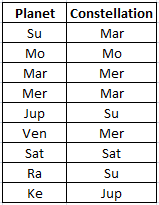 Planet Constellation
Su Mar
Mo Mo
Mar Mer
Mer Mar
Jup Su
Ven Mer
Sat Sat
Ra Su
Ke Jup